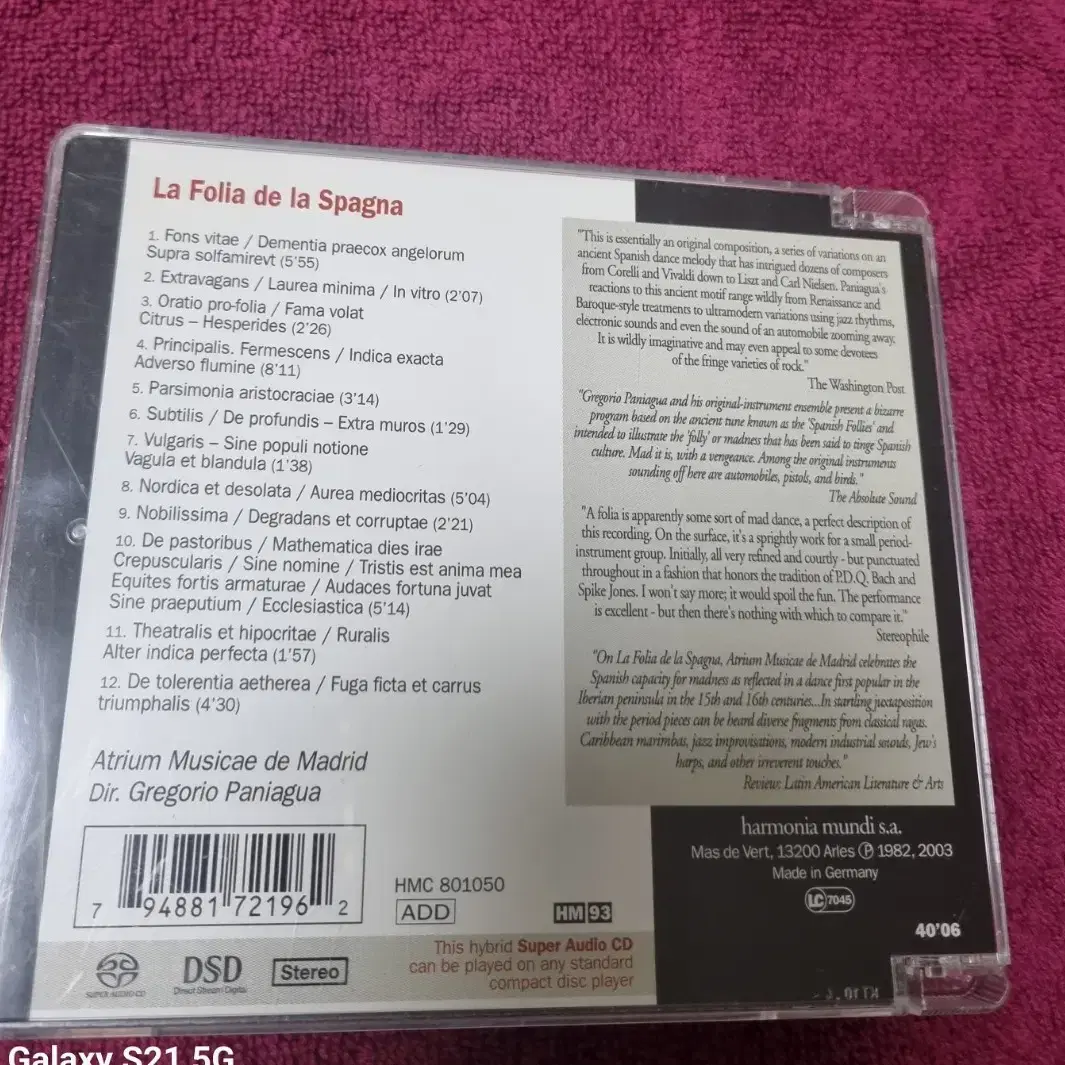 La Folia de la Spagna
1. Fons vitae / Dementia praecox angelorum
Supra solfamirevt (5'55)
2. Extravagans / Laurea minima / In vitro (2'07)
3. Oratio pro-folia / Fama volat
Citrus – Hesperides (2'26)
4. Principalis. Fermescens / Indica exacta
Adverso flumine (8'11)
5. Parsimonia aristocraciae (3'14)
6. Subtilis / De profundis – Extra muros (1'29)
7. Vulgaris – Sine populi notione
Vagula et blandula (1'38)
8. Nordica et desolata / Aurea mediocritas (5'04)
9. Nobilissima / Degradans et corruptae (2'21)
10. De pastoribus / Mathematica dies irae
Crepuscularis / Sine nomine / Tristis est anima mea
Equites fortis armaturae / Audaces fortuna juvat
Sine praeputium / Ecclesiastica (5'14)
11. Theatralis et hipocritae / Ruralis
Alter indica perfecta (1'57)
12. De tolerentia aetherea / Fuga ficta et carrus
triumphalis (4'30)
Atrium Musicae de Madrid
Dir. Gregorio Paniagua
7 94881 72196 2
HMC 801050
ADD
HM 93
SUPER AUDIO CD
DSD
Direct Stream Digital
Stereo
This hybrid Super Audio CD
can be played on any standard
compact disc player
"This is essentially an original composition, a series of variations on an
ancient Spanish dance melody that has intrigued dozens of composers
from Corelli and Vivaldi down to Liszt and Carl Nielsen. Paniagua's
reactions to this ancient motif range wildly from Renaissance and
Baroque-style treatments to ultramodern variations using jazz rhythms,
electronic sounds and even the sound of an automobile zooming away.
It is wildly imaginative and may even appeal to some devotees
of the fringe varieties of rock."
The Washington Post
"Gregorio Paniagua and his original-instrument ensemble present a bizarre
program based on the ancient tune known as the 'Spanish Follies' and
intended to illustrate the 'folly' or madness that has been said to tinge Spanish
culture. Mad it is, with a vengeance. Among the original instruments
sounding off here are automobiles, pistols, and birds."
The Absolute Sound
"A folia is apparently some sort of mad dance, a perfect description of
this recording. On the surface, it's a sprightly work for a small period-
instrument group. Initially, all very refined and courtly - but punctuated
throughout in a fashion that honors the tradition of P.D.Q. Bach and
Spike Jones. I won't say more; it would spoil the fun. The performance
is excellent - but then there's nothing with which to compare it."
Stereophile
"On La Folia de la Spagna, Atrium Musicae de Madrid celebrates the
Spanish capacity for madness as reflected in a dance first popular in the
Iberian peninsula in the 15th and 16th centuries...In startling juxtaposition
with the period pieces can be heard diverse fragments from classical ragas,
Caribbean marimbas, jazz improvisations, modern industrial sounds, Jew's
harps, and other irreverent touches."
Review: Latin American Literature & Arts
harmonia mundi s.a.
Mas de Vert, 13200 Arles ℗ 1982, 2003
Made in Germany
LC 7045
40'06
Galaxy S21 5G